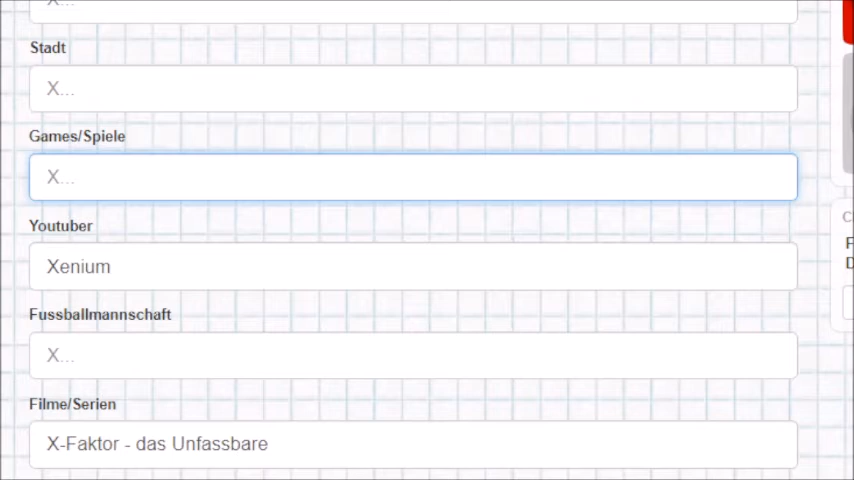 X...
Stadt
X...
Games/Spiele
X...
Youtuber
Xenium
Fussballmannschaft
X...
Filme/Serien
X-Faktor - das Unfassbare